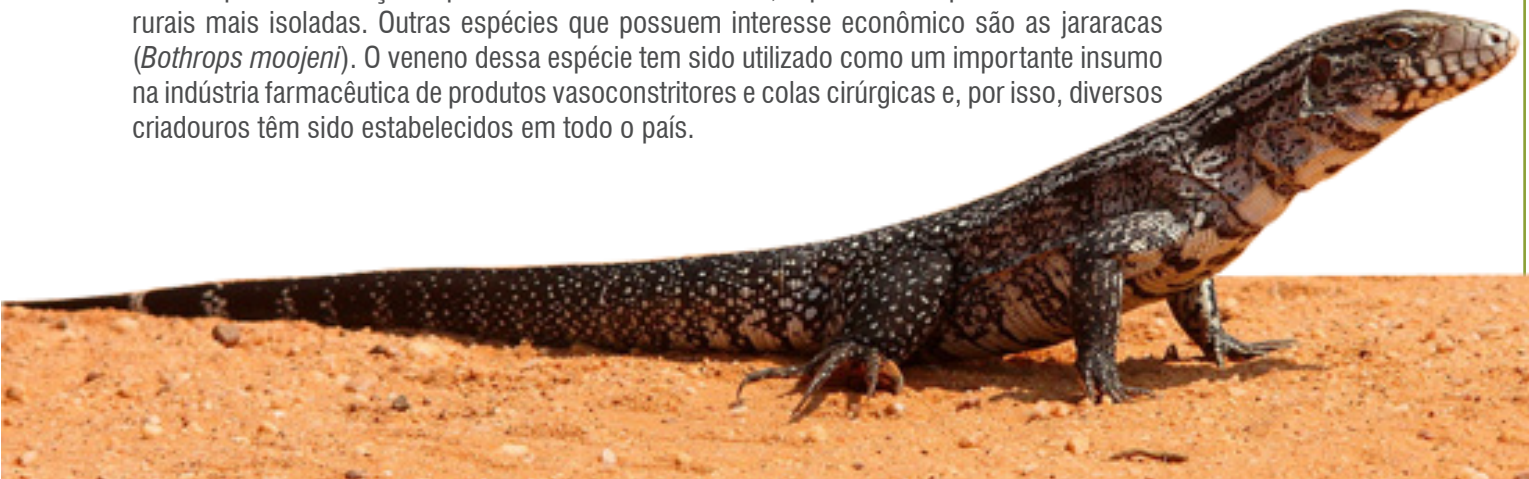 rurais mais isoladas. Outras espécies que possuem interesse econômico são as jararacas
(Bothrops moojeni). O veneno dessa espécie tem sido utilizado como um importante insumo
na indústria farmacêutica de produtos vasoconstritores e colas cirúrgicas e, por isso, diversos
criadouros têm sido estabelecidos em todo o país.